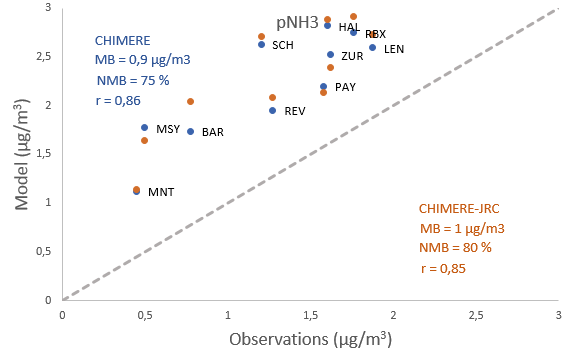 pNH3
CHIMERE
MB = 0,9 µg/m3
NMB = 75 %
r = 0,86
HAL
RBX
SCH
LEN
ZUR
PAY
REV
MSY
BAR
MNT
CHIMERE-JRC
MB = 1 µg/m3
NMB = 80 %
r = 0,85
Model (µg/m³)
3
2,5
2
1,5
1
0,5
0
0
0,5
1
1,5
2
2,5
3
Observations (µg/m³)